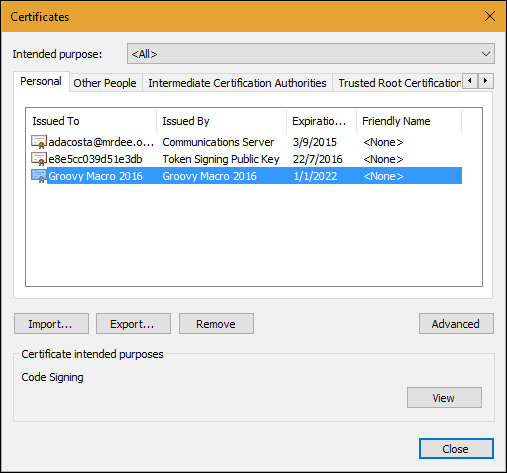 Certificates
Intended purpose: <All>
Personal Other People Intermediate Certification Authorities Trusted Root Certification
Issued To Issued By Expiratio... Friendly Name
adacosta@mrdee.o... Communications Server 3/9/2015 <None>
e8e5cc039d51e3db Token Signing Public Key 22/7/2016 <None>
Groovy Macro 2016 Groovy Macro 2016 1/1/2022 <None>
Import... Export... Remove Advanced
Certificate intended purposes
Code Signing
View
Close